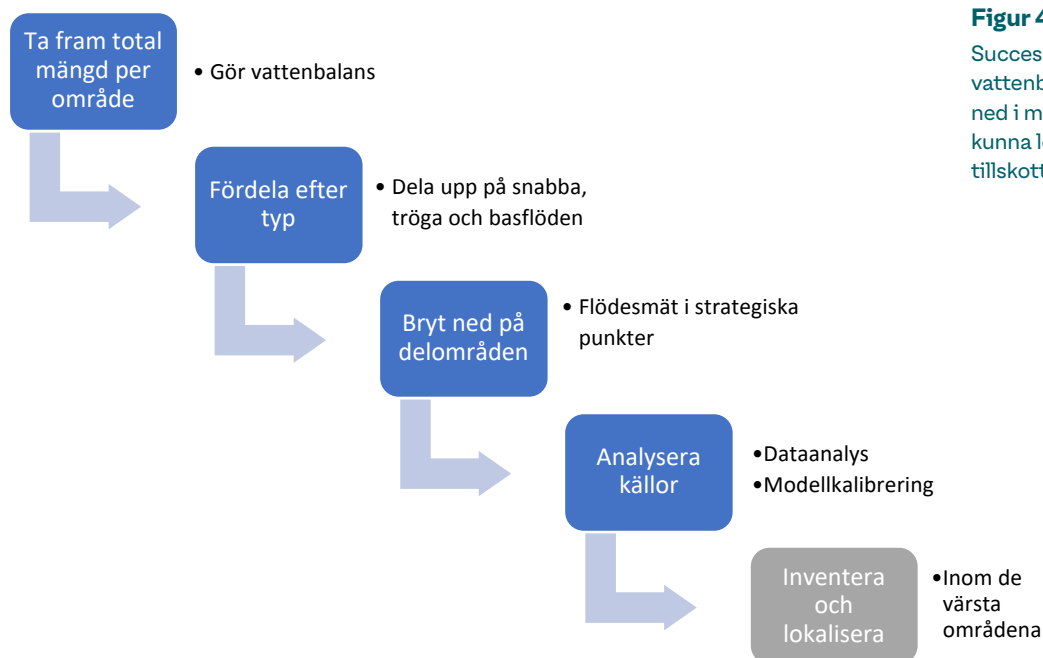 Ta fram total
mängd per
område
• Gör vattenbalans
Fördela efter
typ
• Dela upp på snabba,
tröga och basflöden
Bryt ned på
delområden
• Flödesmät i strategiska
punkter
Analysera
källor
•Dataanalys
•Modellkalibrering
Inventera
och
lokalisera
•Inom de
värsta
områdena
Figur 4
Succes
vattenb
ned i m
kunna l
tillskott